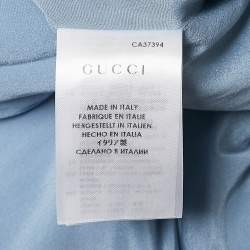 CA37394
GUCCI
MADE IN ITALY
FABRIQUE EN ITALIE
HERGESTELLT IN ITALIEN
HECHO EN ITALIA
イタリア製
СДЕЛАНО В ИТАЛИИ